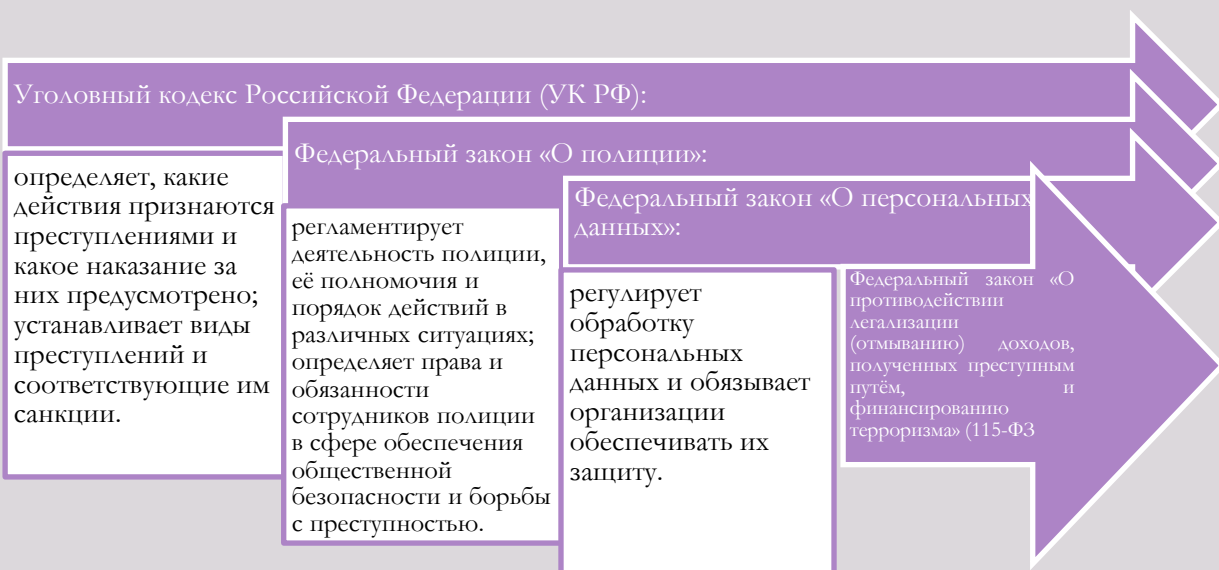 Уголовный кодекс Российской Федерации (УК РФ):
определяет, какие
действия признаются
преступлениями и
какое наказание за
них предусмотрено;
устанавливает виды
преступлений и
соответствующие им
санкции.
Федеральный закон «О полиции»:
регламентирует
деятельность полиции,
её полномочия и
порядок действий в
различных ситуациях;
определяет права и
обязанности
сотрудников полиции
в сфере обеспечения
общественной
безопасности и борьбы
с преступностью.
Федеральный закон «О персональных
данных»:
регулирует
обработку
персональных
данных и обязывает
организации
обеспечивать их
защиту.
Федеральный закон «О
противодействии
легализации
(отмыванию) доходов,
полученных преступным
путём, и
финансированию
терроризма» (115-ФЗ